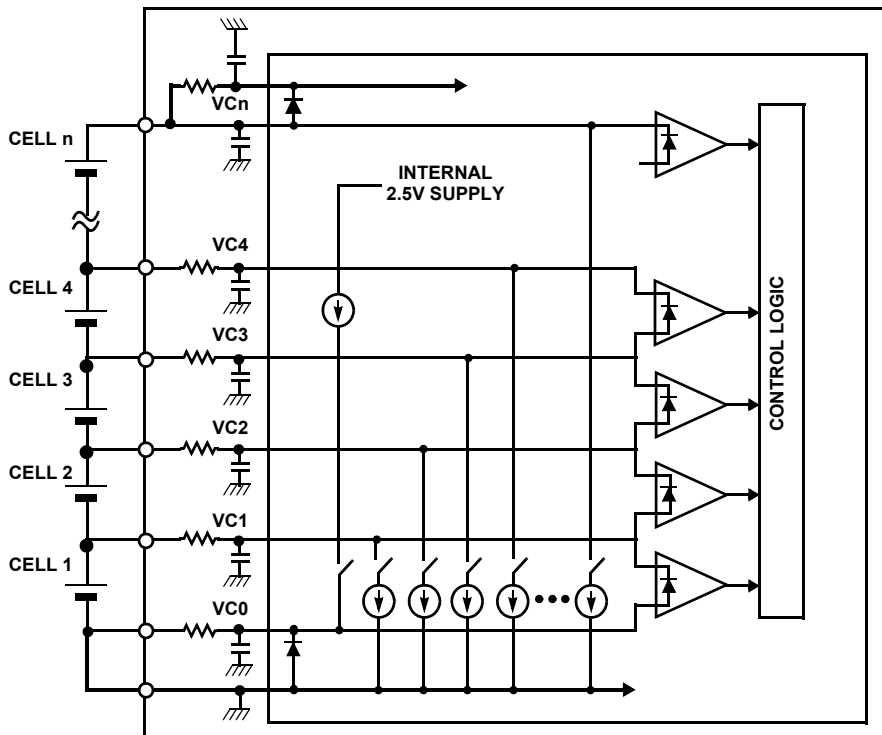 VCn
CELL n
INTERNAL
2.5V SUPPLY
VC4
CELL 4
VC3
CELL 3
VC2
CELL 2
VC1
CELL 1
VC0
CONTROL LOGIC